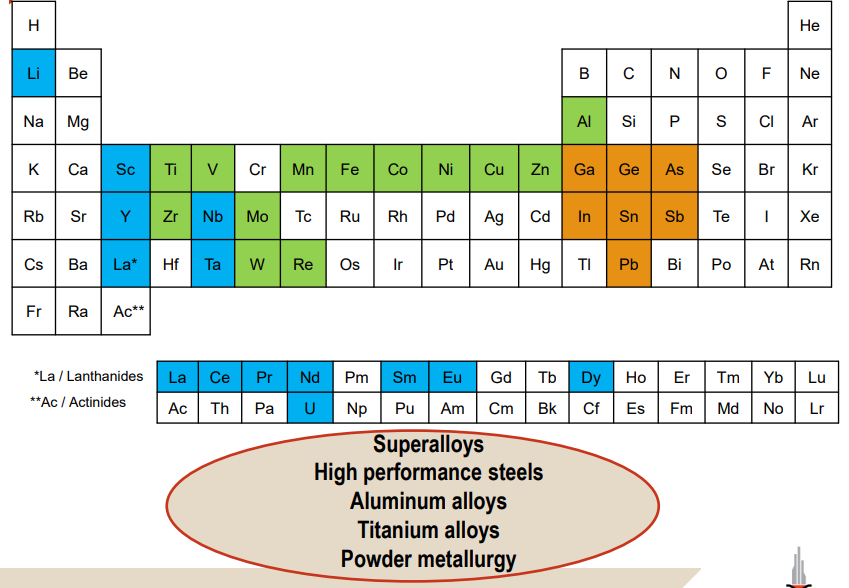 H He
Li Be B C N O F Ne
Na Mg Al Si P S Cl Ar
K Ca Sc Ti V Cr Mn Fe Co Ni Cu Zn Ga Ge As Se Br Kr
Rb Sr Y Zr Nb Mo Tc Ru Rh Pd Ag Cd In Sn Sb Te I Xe
Cs Ba La* Hf Ta W Re Os Ir Pt Au Hg Tl Pb Bi Po At Rn
Fr Ra Ac**
*La / Lanthanides La Ce Pr Nd Pm Sm Eu Gd Tb Dy Ho Er Tm Yb Lu
**Ac / Actinides Ac Th Pa U Np Pu Am Cm Bk Cf Es Fm Md No Lr
Superalloys
High performance steels
Aluminum alloys
Titanium alloys
Powder metallurgy